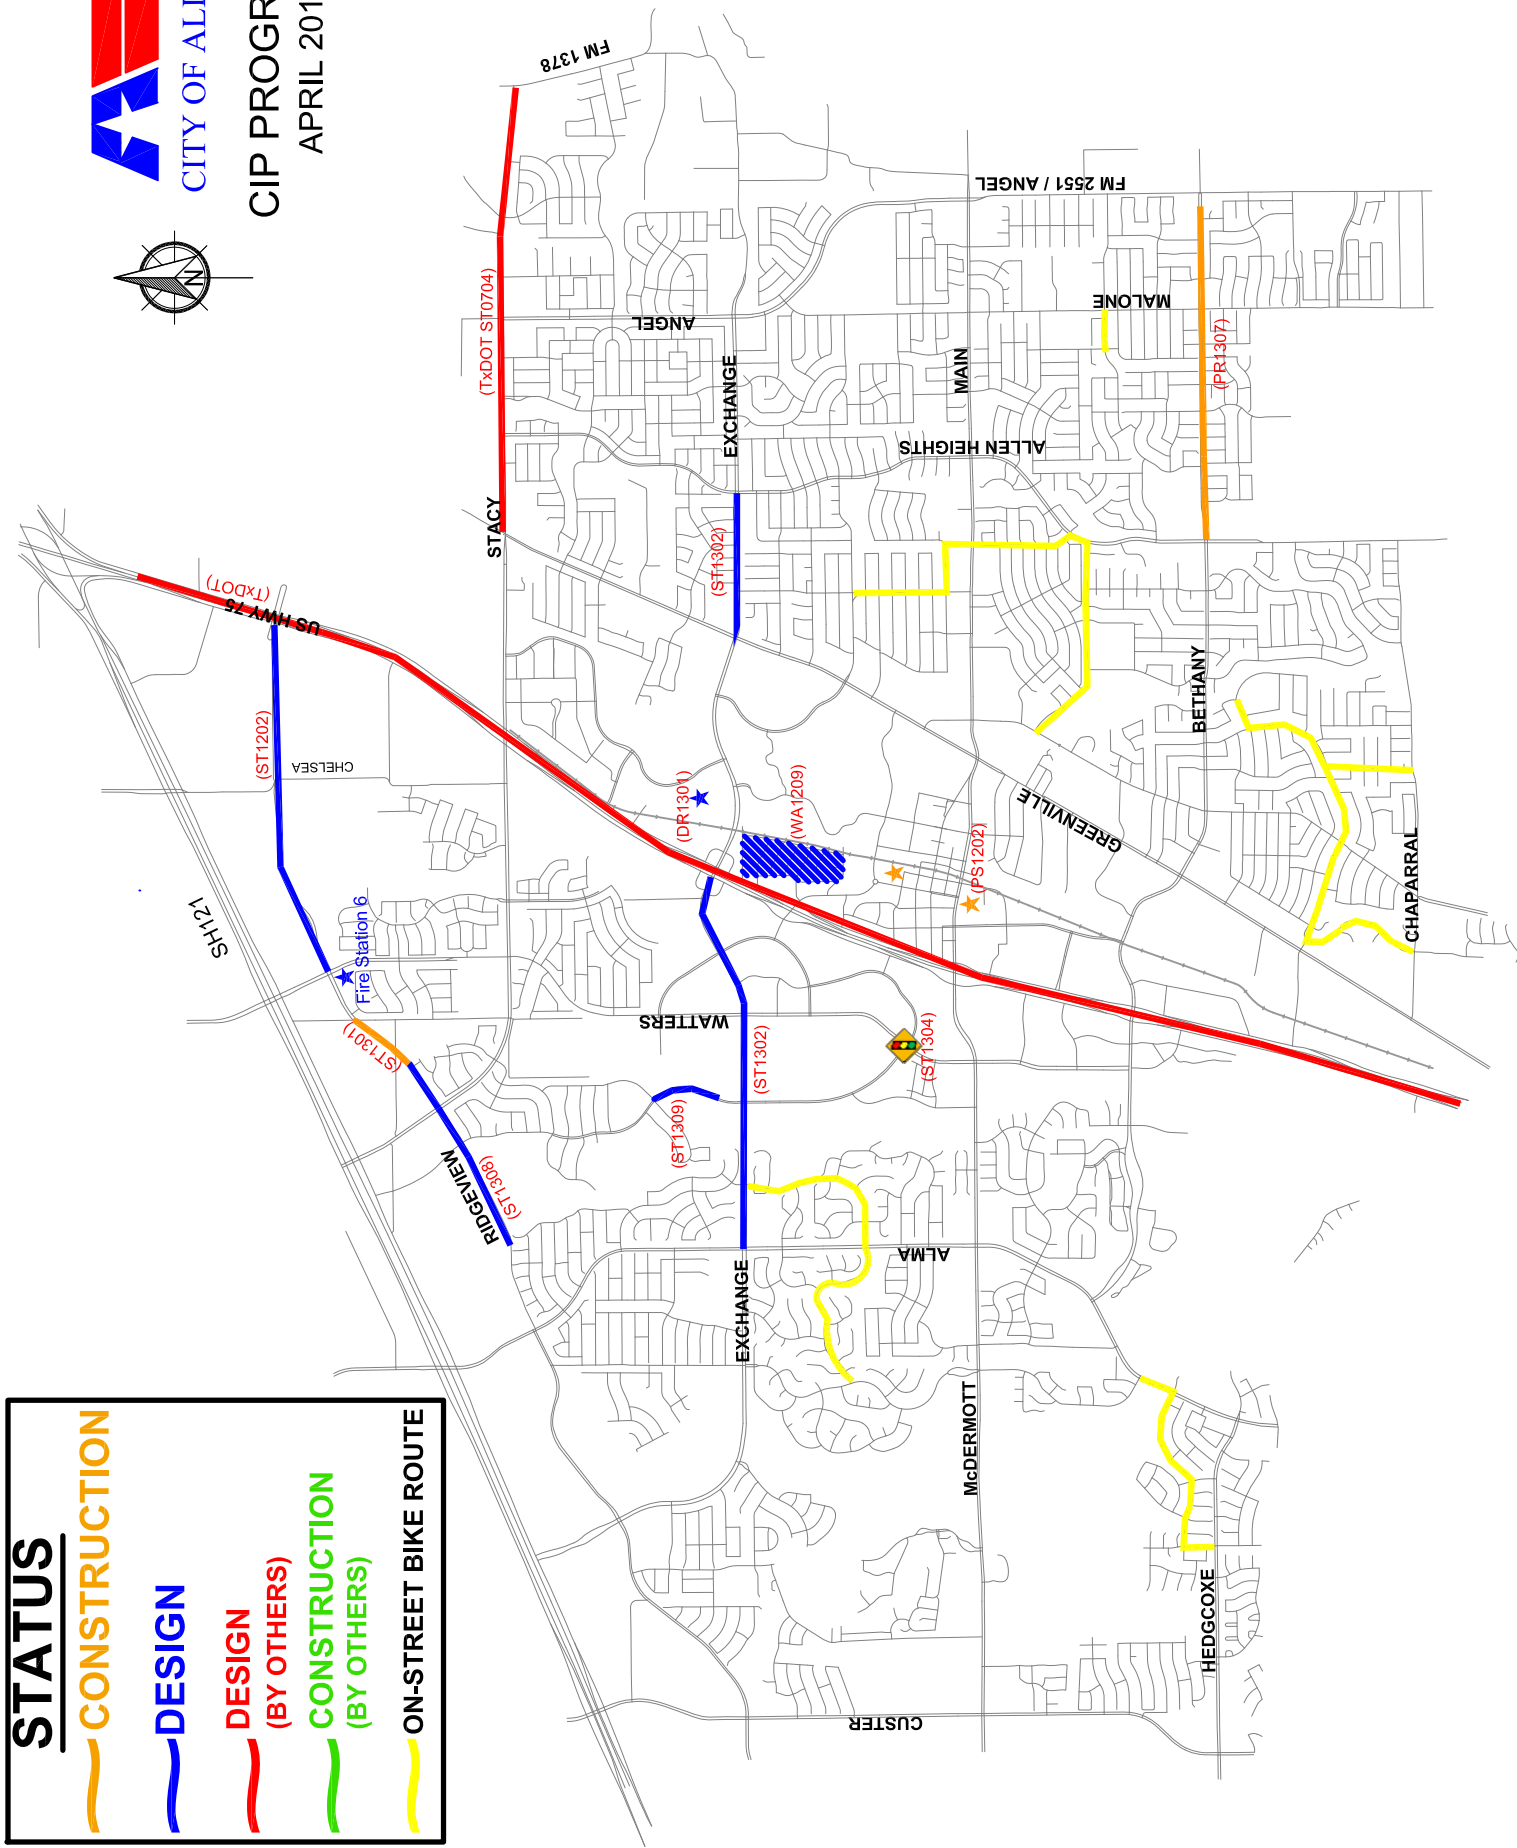 CITY OF ALL
CIP PROGR
APRIL 201
N
STATUS
CONSTRUCTION
DESIGN
DESIGN
(BY OTHERS)
CONSTRUCTION
(BY OTHERS)
ON-STREET BIKE ROUTE
FM 1378
(TxDOT ST0704)
STACY
ANGEL
EXCHANGE
MAIN
FM 2551 / ANGEL
MALONE
(PR1307)
ALLEN HEIGHTS
(TxDOT)
US HWY 75
(ST1302)
(ST1202)
CHELSEA
SH121
Fire Station 6
(ST1301)
RIDGEVIEW
(ST1308)
(DR1301)
(WA1209)
(PS1202)
GREENVILLE
BETHANY
CHAPARRAL
WATTERS
(ST1302)
(ST1304)
(ST1309)
EXCHANGE
ALMA
McDERMOTT
HEDGCOXE
CUSTER